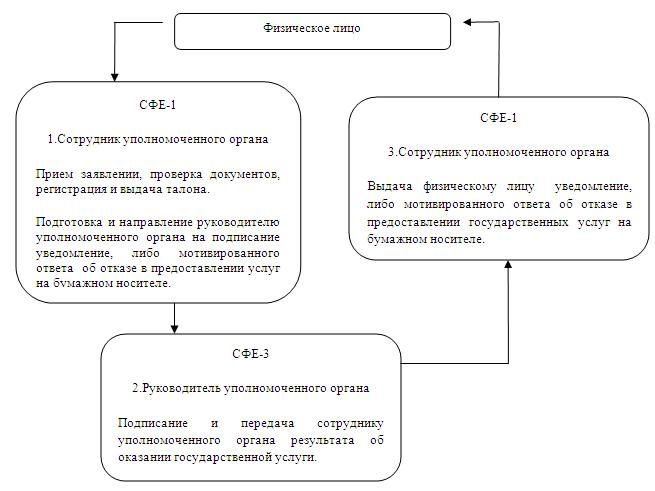 Физическое лицо
СФЕ-1
1.Сотрудник уполномоченного органа
Прием заявлении, проверка документов,
регистрация и выдача талона.
Подготовка и направление руководителю
уполномоченного органа на подписание
уведомление, либо мотивированного
ответа об отказе в предоставлении услуг
на бумажном носителе.
СФЕ-3
2.Руководитель уполномоченного органа
Подписание и передача сотруднику
уполномоченного органа результата об
оказании государственной услуги.
СФЕ-1
3.Сотрудник уполномоченного органа
Выдача физическому лицу уведомление,
либо мотивированного ответа об отказе в
предоставлении государственных услуг на
бумажном носителе.